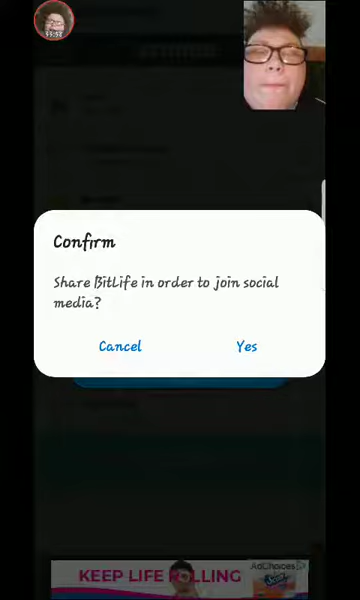 Confirm
Share BitLife in order to join social
media?
Cancel
Yes
KEEP LIFE ROLLING
AdChoices